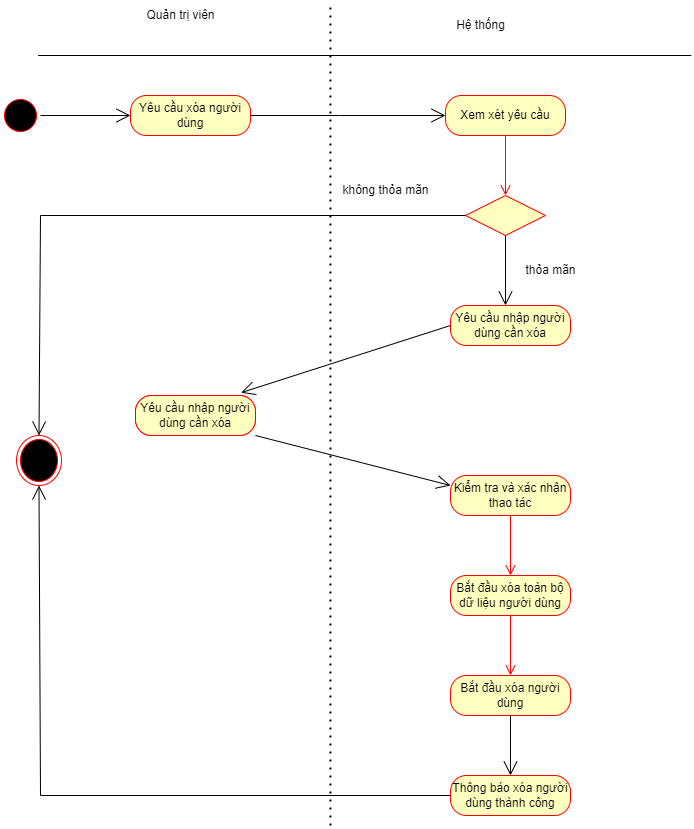 Quản trị viên
Hệ thống
Yêu cầu xóa người
dùng
Xem xét yêu cầu
không thỏa mãn
thỏa mãn
Yêu cầu nhập người
dùng cần xóa
Yêu cầu nhập người
dùng cần xóa
Kiểm tra và xác nhận
thao tác
Bắt đầu xóa toàn bộ
dữ liệu người dùng
Bắt đầu xóa người
dùng
Thông báo xóa người
dùng thành công